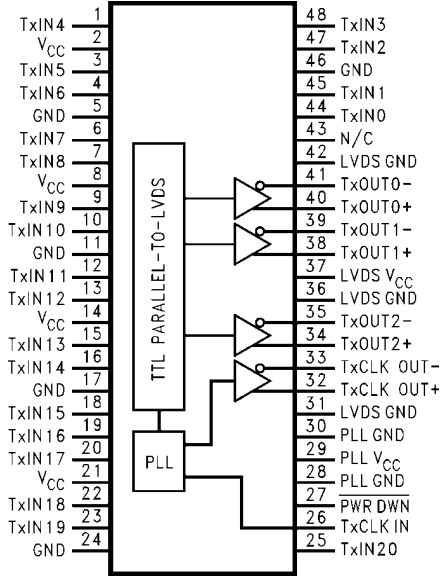 TxIN4 1
VCC 2
TxIN5 3
TxIN6 4
GND 5
TxIN7 6
TxIN8 7
VCC 8
TxIN9 9
TxIN10 10
GND 11
TxIN11 12
TxIN12 13
VCC 14
TxIN13 15
TxIN14 16
GND 17
TxIN15 18
TxIN16 19
TxIN17 20
VCC 21
TxIN18 22
TxIN19 23
GND 24
TTL PARALLEL-TO-LVDS
PLL
48 TxIN3
47 TxIN2
46 GND
45 TxIN1
44 TxIN0
43 N/C
42 LVDS GND
41 TxOUT0-
40 TxOUT0+
39 TxOUT1-
38 TxOUT1+
37 LVDS VCC
36 LVDS GND
35 TxOUT2-
34 TxOUT2+
33 TxCLK OUT-
32 TxCLK OUT+
31 LVDS GND
30 PLL GND
29 PLL VCC
28 PLL GND
27 PWR DWN
26 TxCLK IN
25 TxIN20